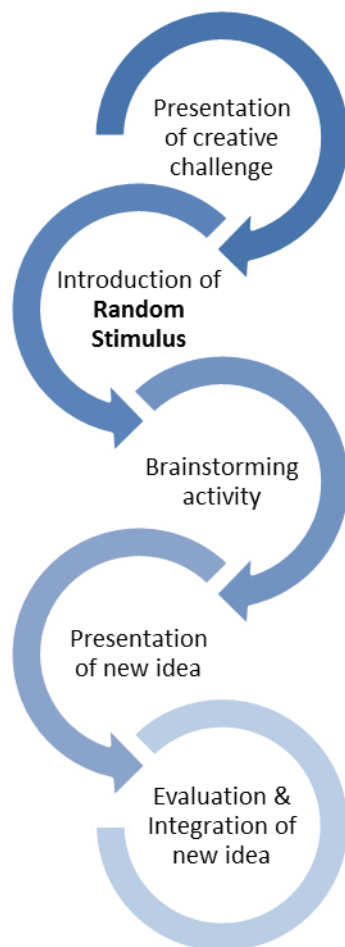 Presentation
of creative
challenge
Introduction of
Random
Stimulus
Brainstorming
activity
Presentation
of new idea
Evaluation &
Integration of
new idea